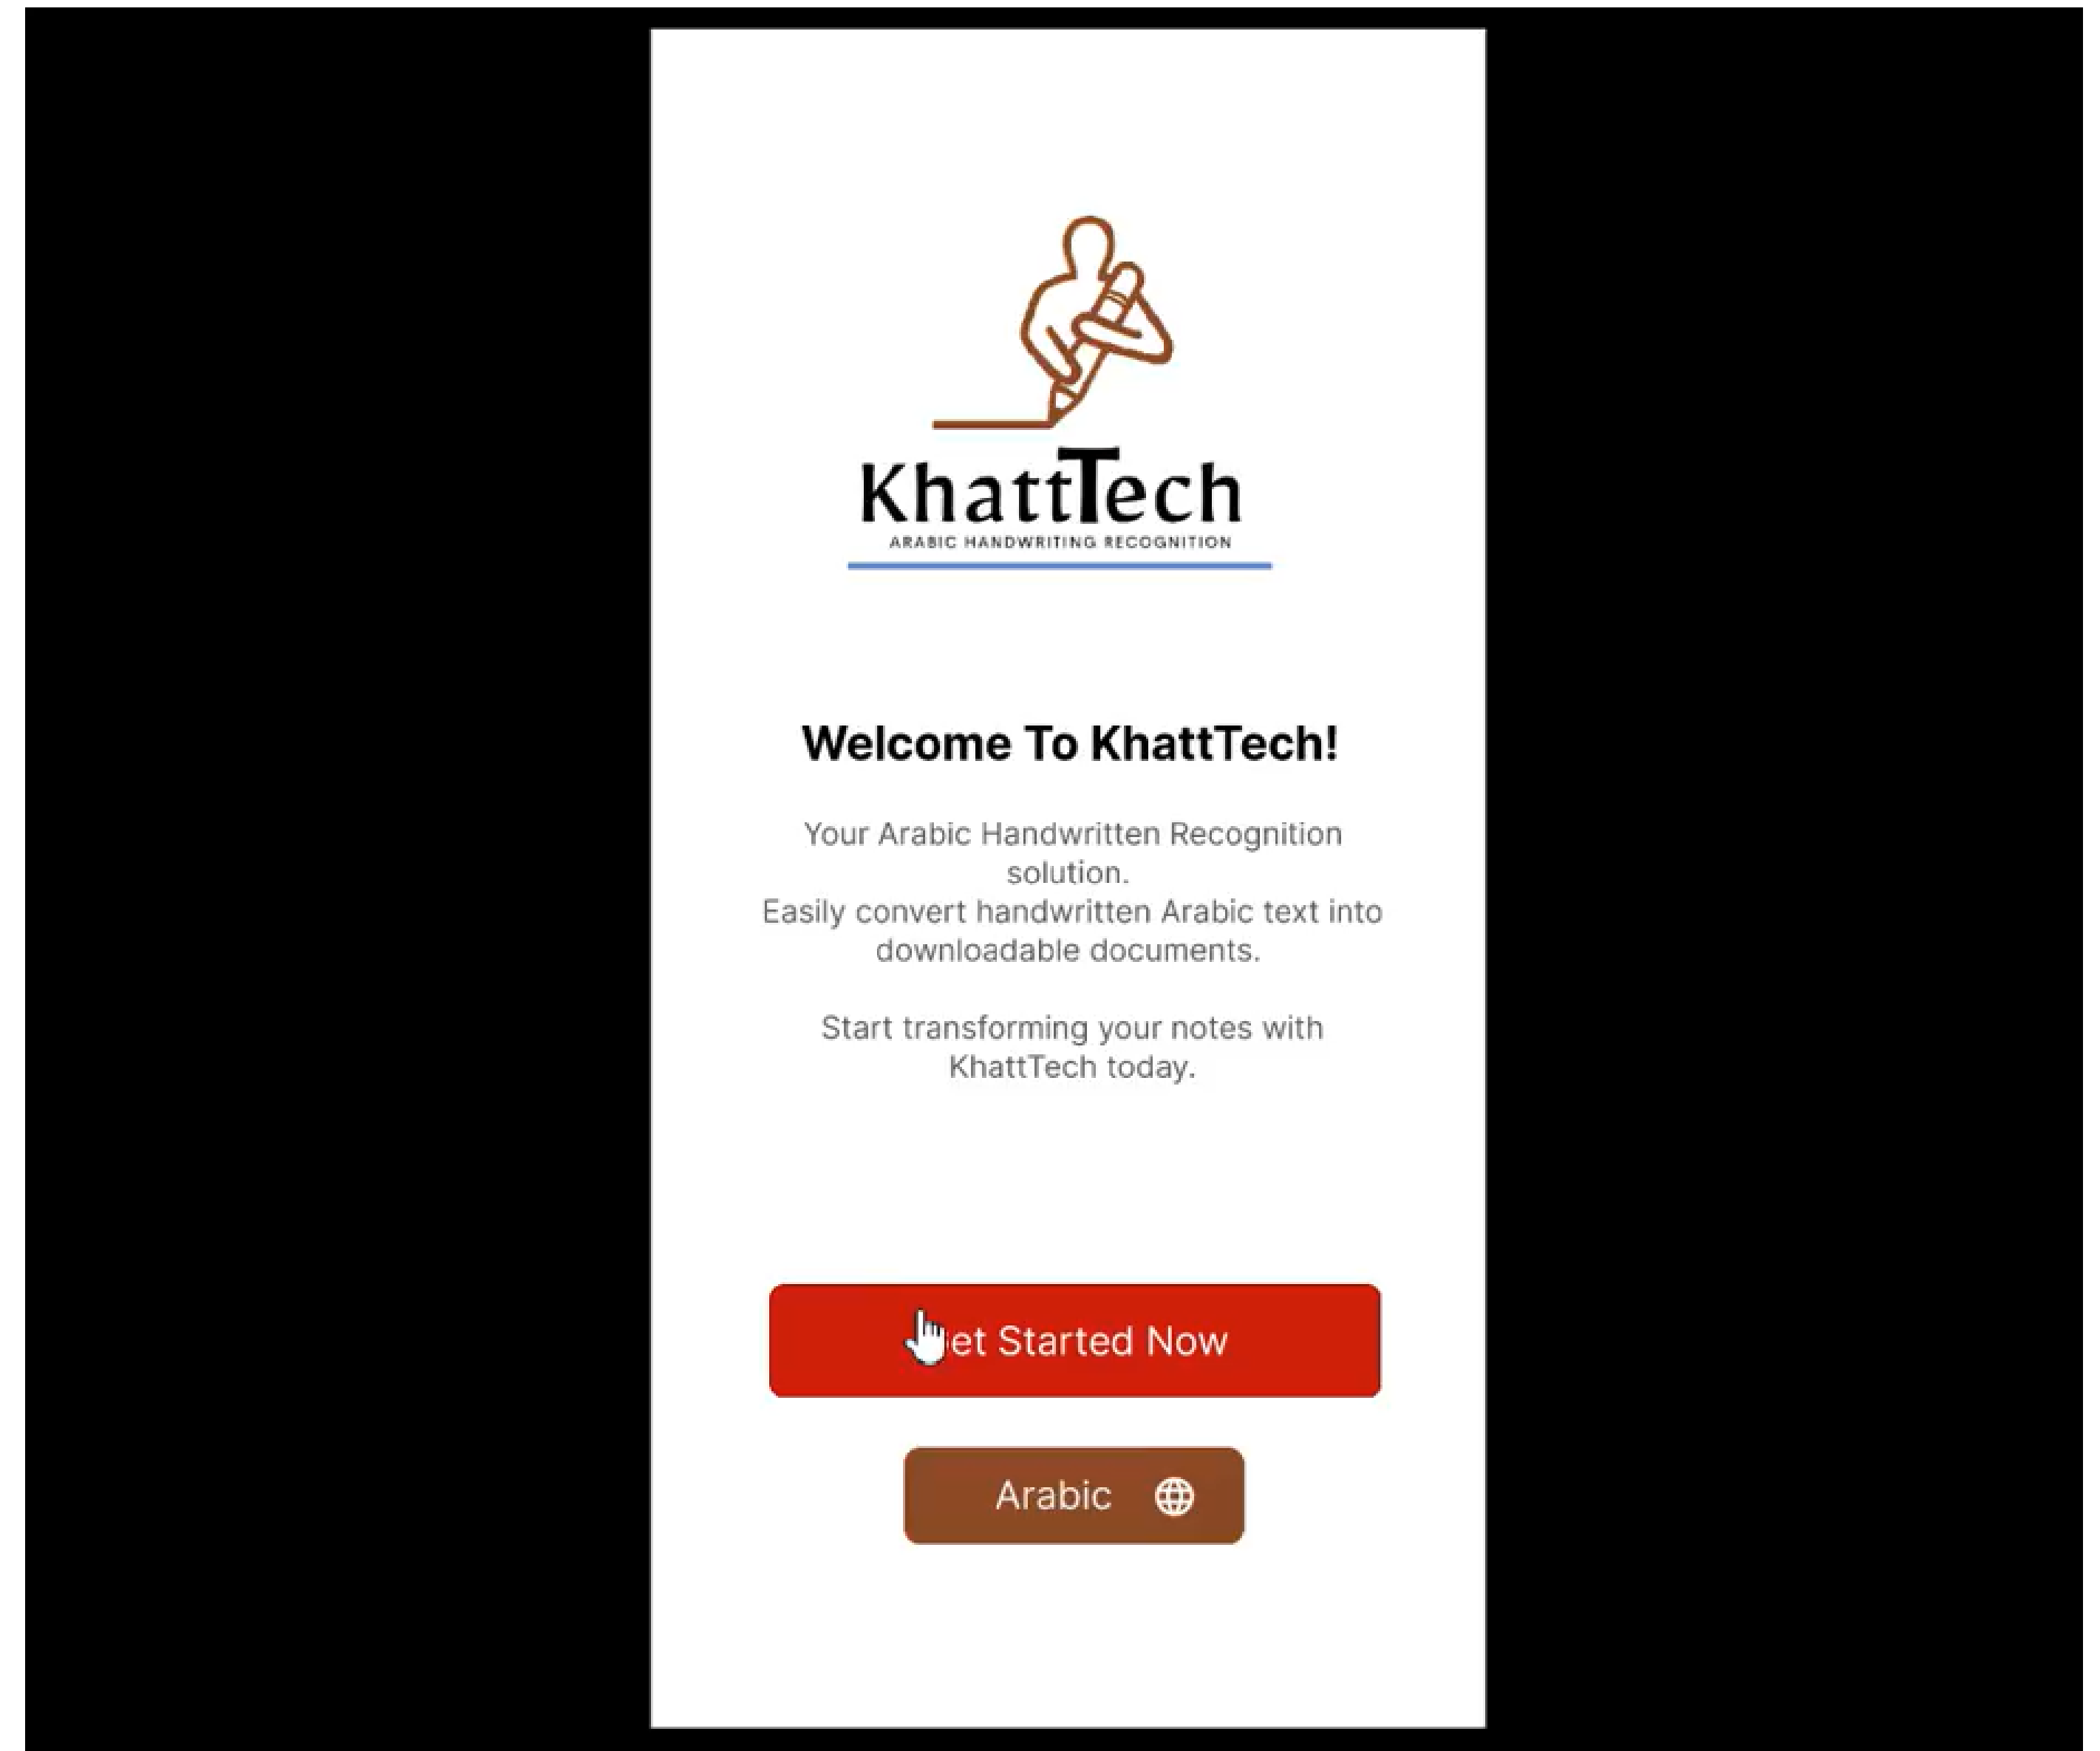 KhattTech
ARABIC HANDWRITING RECOGNITION
Welcome To KhattTech!
Your Arabic Handwritten Recognition
solution.
Easily convert handwritten Arabic text into
downloadable documents.
Start transforming your notes with
KhattTech today.
Started Now
Arabic